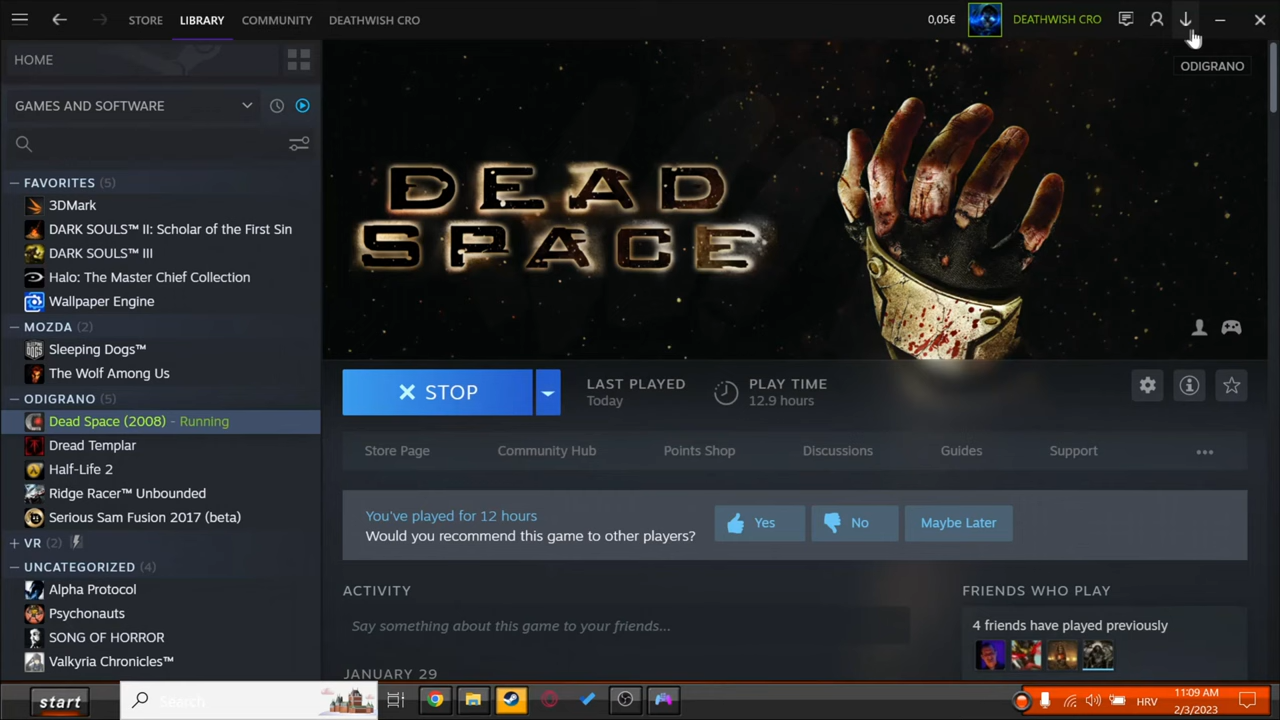 STORE LIBRARY COMMUNITY DEATHWISH CRO 0,05€ DEATHWISH CRO
HOME
ODIGRANO
GAMES AND SOFTWARE
FAVORITES (5)
3DMark
DARK SOULS™ II: Scholar of the First Sin
DARK SOULS™ III
Halo: The Master Chief Collection
Wallpaper Engine
MOZDA (2)
Sleeping Dogs™
The Wolf Among Us
ODIGRANO (5)
Dead Space (2008) - Running
Dread Templar
Half-Life 2
Ridge Racer™ Unbounded
Serious Sam Fusion 2017 (beta)
VR (2)
UNCATEGORIZED (4)
Alpha Protocol
Psychonauts
SONG OF HORROR
Valkyria Chronicles™
DEAD
SPACE
STOP
LAST PLAYED
Today
PLAY TIME
12.9 hours
Store Page Community Hub Points Shop Discussions Guides Support
You've played for 12 hours
Would you recommend this game to other players?
Yes No Maybe Later
ACTIVITY
Say something about this game to your friends...
JANUARY 29
FRIENDS WHO PLAY
4 friends have played previously
start Search HRV
11:09 AM
2/3/2023